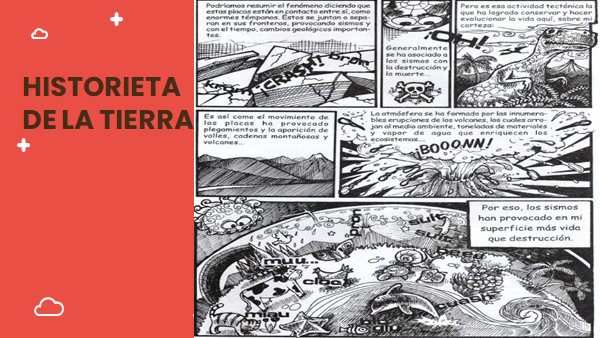 HISTORIETA
DE LA TIERRA
Podríamos resumir el fenómeno diciendo que
estas placas están en contacto entre sí, como
enormes témpanos. Éstos se juntan o sepa-
ran en sus fronteras, provocando sismos y
con el tiempo, cambios geológicos importan-
tes.
¡CRASH!
Grom
Generalmente
se ha asociado
a los sismos con
la destrucción y
la muerte...
Pero es esa actividad tectónica la
que ha logrado conservar y hacer
evolucionar la vida aquí, sobre mi
corteza:
¡OH!
Es así como el movimiento de
las placas ha provocado
plegamientos y la aparición de
valles, cadenas montañosas y
volcanes...
La atmósfera se ha formado por las innumera-
bles erupciones de los volcanes, los cuales arro-
jan al medio ambiente, toneladas de materiales
y vapor de agua que enriquecen los
ecosistemas...
¡BOOONN!
Por eso, los sismos
han provocado en mi
superficie más vida
que destrucción.
muu...
miau